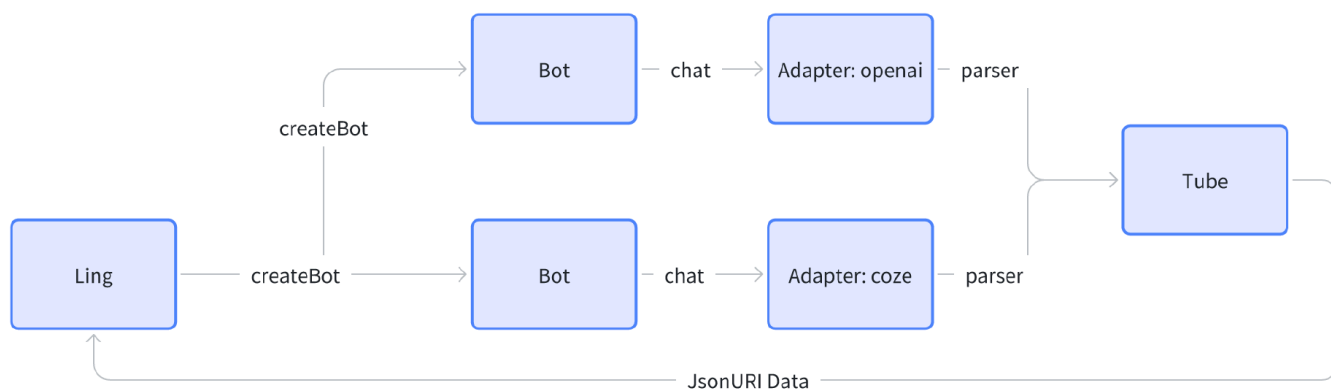 Bot
chat
Adapter: openai
parser
createBot
Tube
Ling
createBot
Bot
chat
Adapter: coze
parser
JsonURI Data